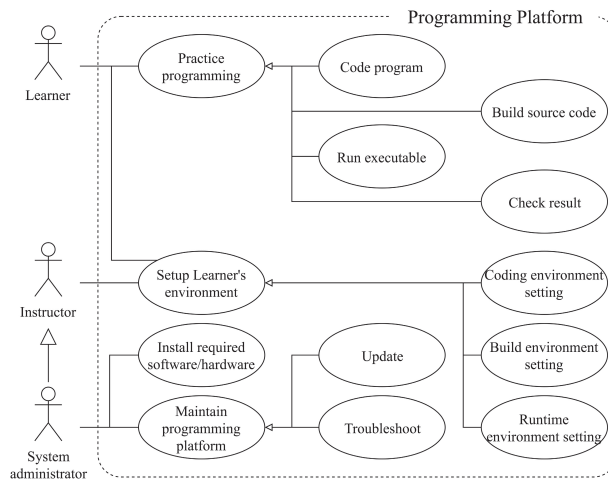 Programming Platform
Learner
Practice
programming
Code program
Build source code
Run executable
Check result
Instructor
Setup Learner's
environment
Coding environment
setting
Install required
software/hardware
Update
Build environment
setting
System
administrator
Maintain
programming
platform
Troubleshoot
Runtime
environment setting